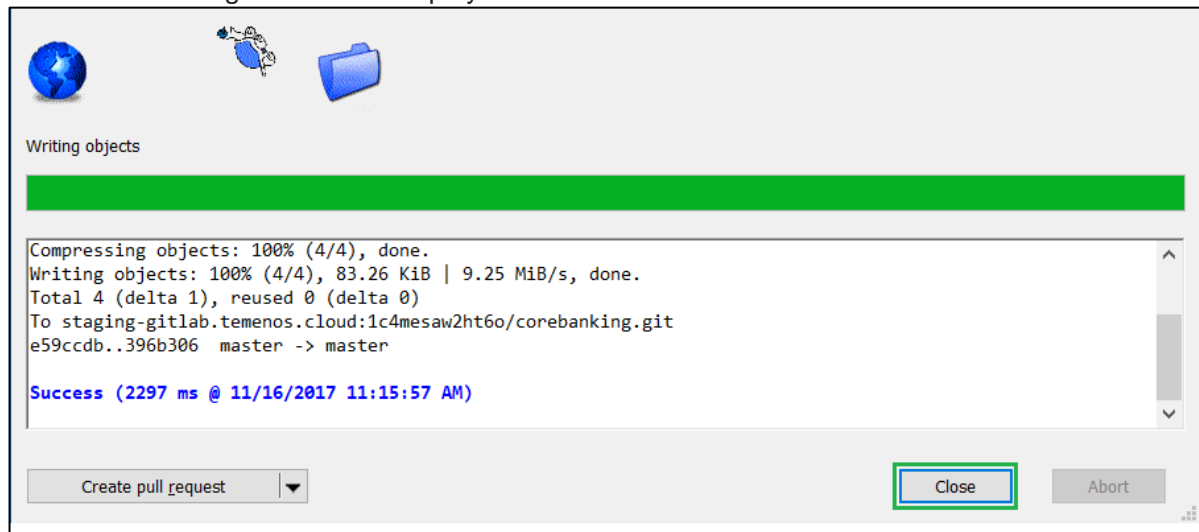 Writing objects
Compressing objects: 100% (4/4), done.
Writing objects: 100% (4/4), 83.26 KiB | 9.25 MiB/s, done.
Total 4 (delta 1), reused 0 (delta 0)
To staging-gitlab.temenos.cloud:1c4mesaw2ht6o/corebanking.git
e59ccdb..396b306  master -> master
Success (2297 ms @ 11/16/2017 11:15:57 AM)
Create pull request
Close
Abort